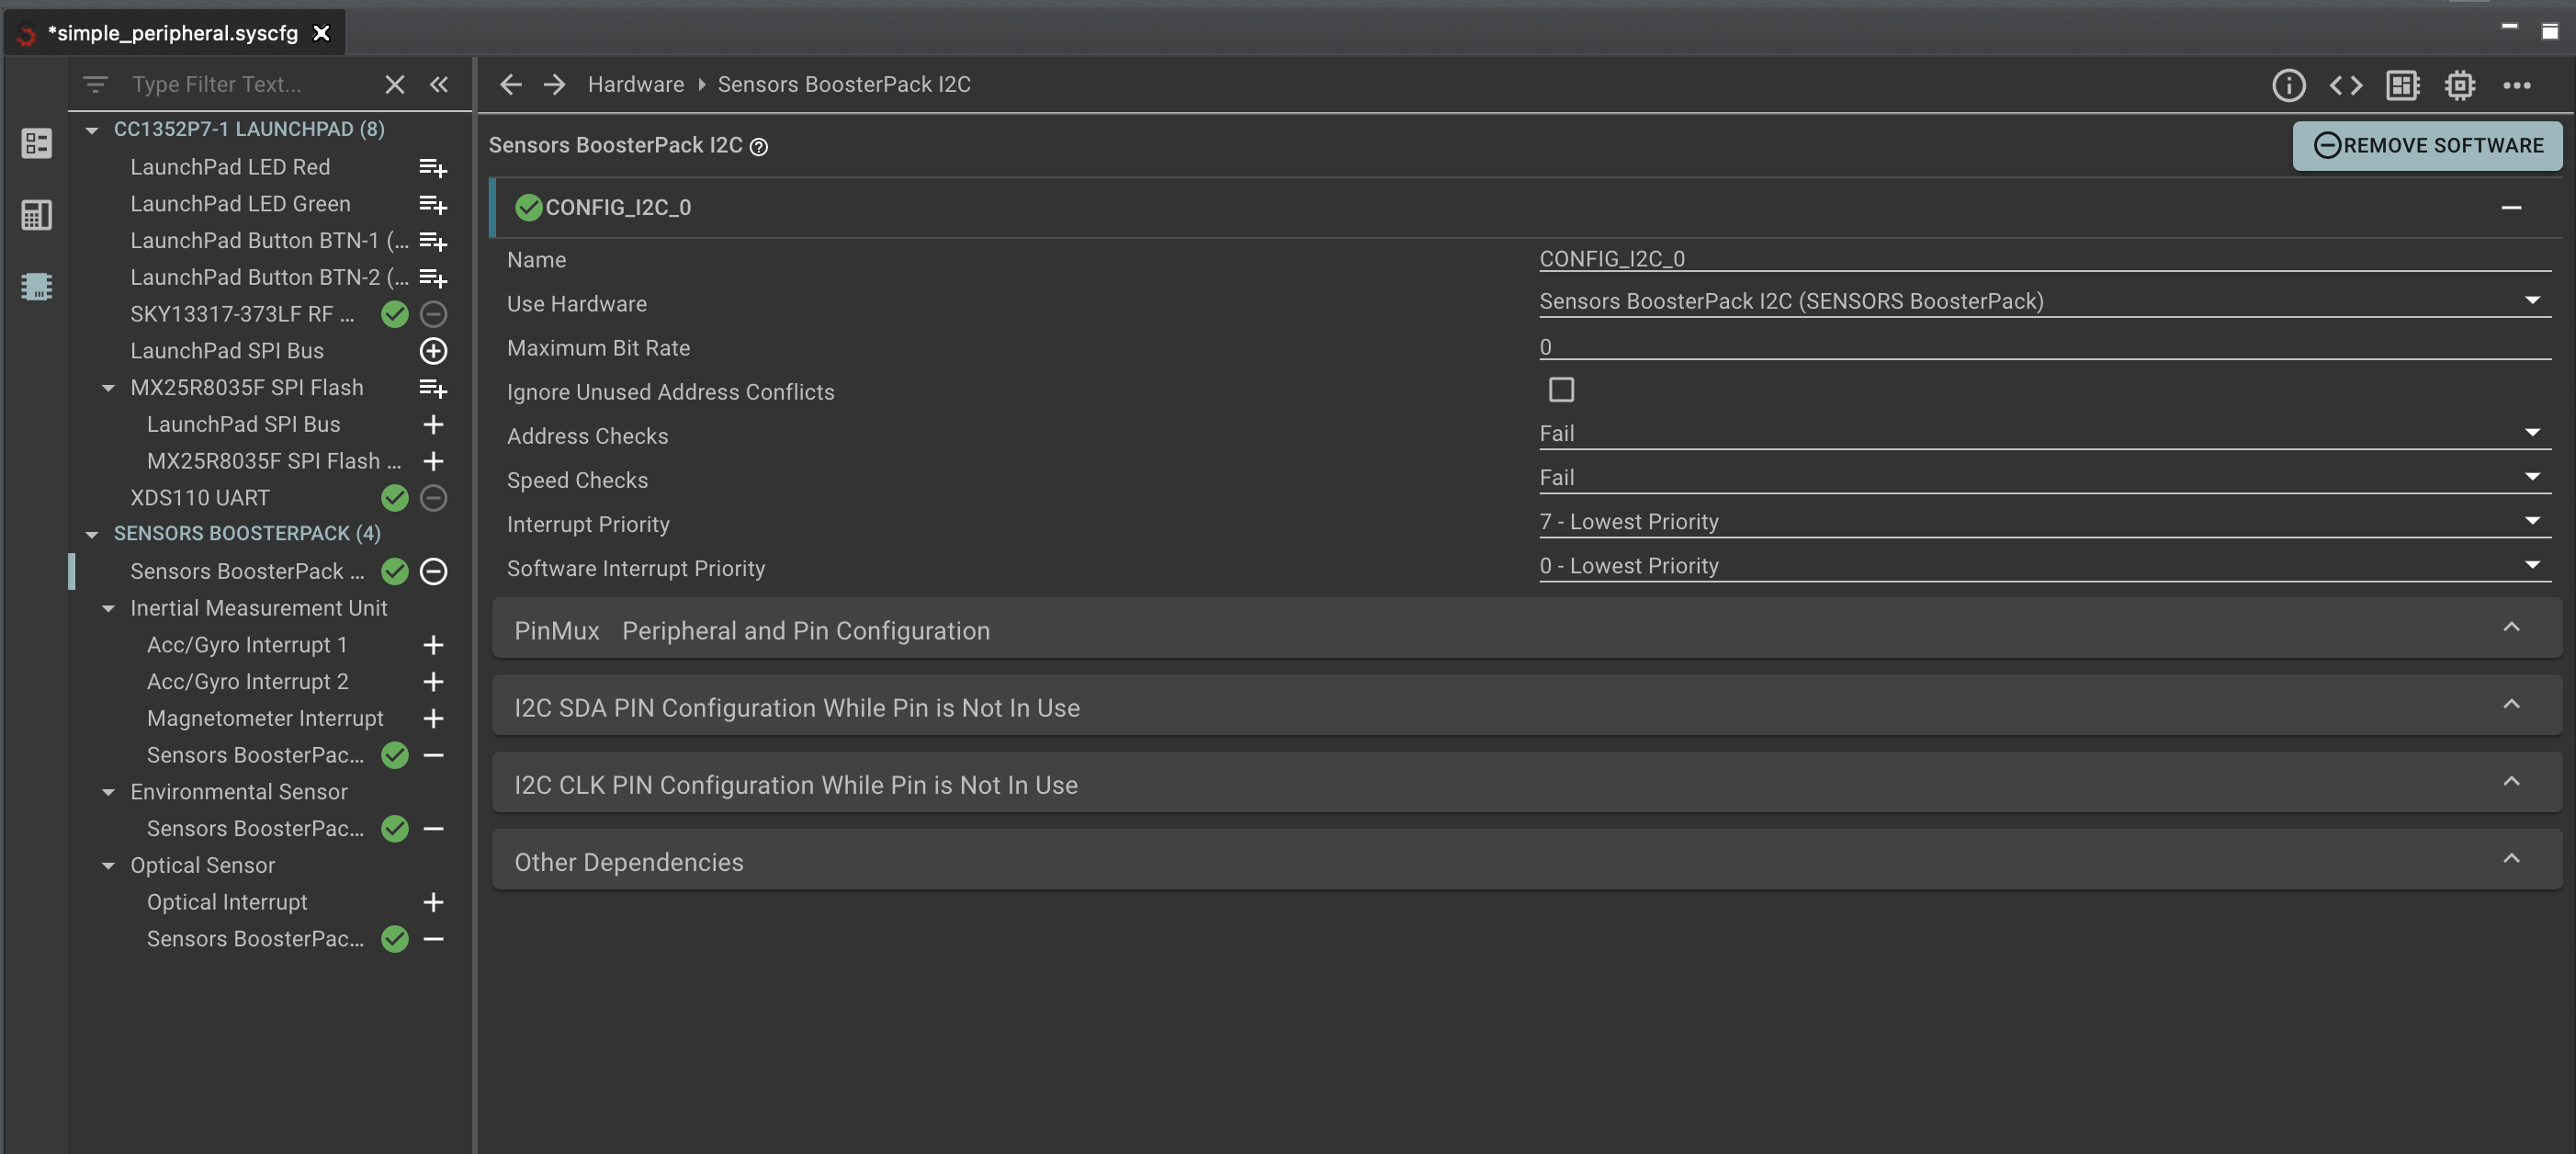 *simple_peripheral.syscfg
Type Filter Text...
Hardware Sensors BoosterPack I2C
CC1352P7-1 LAUNCHPAD (8)
LaunchPad LED Red
LaunchPad LED Green
LaunchPad Button BTN-1 (...
LaunchPad Button BTN-2 (...
SKY13317-373LF RF ...
LaunchPad SPI Bus
MX25R8035F SPI Flash
LaunchPad SPI Bus
MX25R8035F SPI Flash ...
XDS110 UART
SENSORS BOOSTERPACK (4)
Sensors BoosterPack ...
Inertial Measurement Unit
Acc/Gyro Interrupt 1
Acc/Gyro Interrupt 2
Magnetometer Interrupt
Sensors BoosterPac...
Environmental Sensor
Sensors BoosterPac...
Optical Sensor
Optical Interrupt
Sensors BoosterPac...
Sensors BoosterPack I2C
REMOVE SOFTWARE
CONFIG_I2C_0
Name CONFIG_I2C_0
Use Hardware Sensors BoosterPack I2C (SENSORS BoosterPack)
Maximum Bit Rate 0
Ignore Unused Address Conflicts
Address Checks Fail
Speed Checks Fail
Interrupt Priority 7 - Lowest Priority
Software Interrupt Priority 0 - Lowest Priority
PinMux Peripheral and Pin Configuration
I2C SDA PIN Configuration While Pin is Not In Use
I2C CLK PIN Configuration While Pin is Not In Use
Other Dependencies